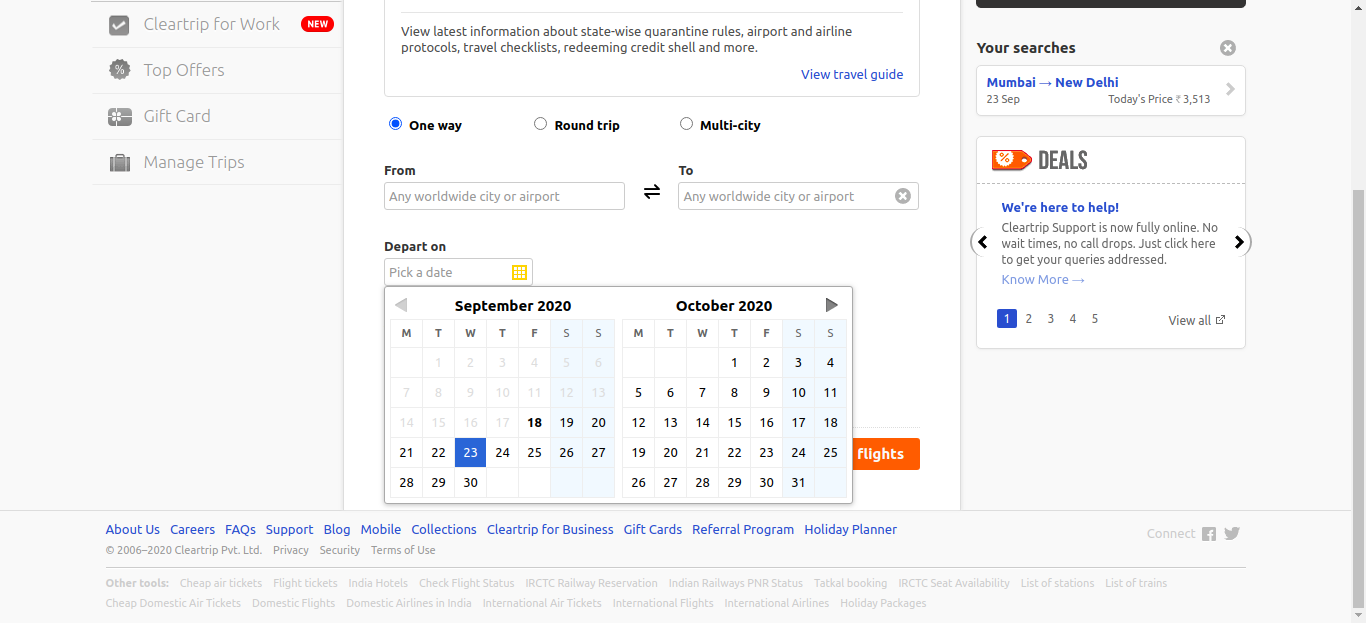 Cleartrip for Work NEW
Top Offers
Gift Card
Manage Trips
View latest information about state-wise quarantine rules, airport and airline
protocols, travel checklists, redeeming credit shell and more.
View travel guide
One way Round trip Multi-city
From To
Any worldwide city or airport Any worldwide city or airport
Depart on
Pick a date
September 2020 October 2020
M T W T F S S M T W T F S S
1 2 3 4 5 6 1 2 3 4
7 8 9 10 11 12 13 5 6 7 8 9 10 11
14 15 16 17 18 19 20 12 13 14 15 16 17 18
21 22 23 24 25 26 27 19 20 21 22 23 24 25
28 29 30 26 27 28 29 30 31
flights
Your searches
Mumbai → New Delhi
23 Sep Today's Price ₹ 3,513
% DEALS
We're here to help!
Cleartrip Support is now fully online. No
wait times, no call drops. Just click here
to get your queries addressed.
Know More →
1 2 3 4 5 View all
About Us Careers FAQs Support Blog Mobile Collections Cleartrip for Business Gift Cards Referral Program Holiday Planner
Connect
© 2006–2020 Cleartrip Pvt. Ltd. Privacy Security Terms of Use
Other tools: Cheap air tickets Flight tickets India Hotels Check Flight Status IRCTC Railway Reservation Indian Railways PNR Status Tatkal booking IRCTC Seat Availability List of stations List of trains
Cheap Domestic Air Tickets Domestic Flights Domestic Airlines in India International Air Tickets International Flights International Airlines Holiday Packages